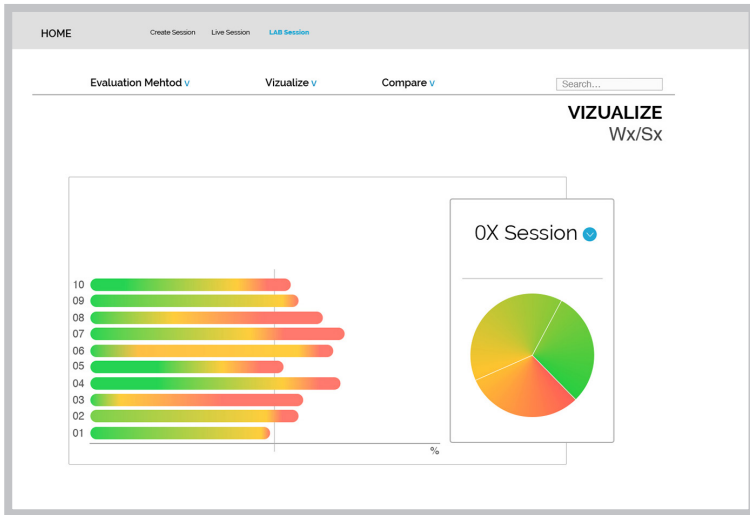 HOME Create Session Live Session LAB Session
Evaluation Mehtod v Vizualize v Compare v Search...
VIZUALIZE
Wx/Sx
0X Session
10
09
08
07
06
05
04
03
02
01
%